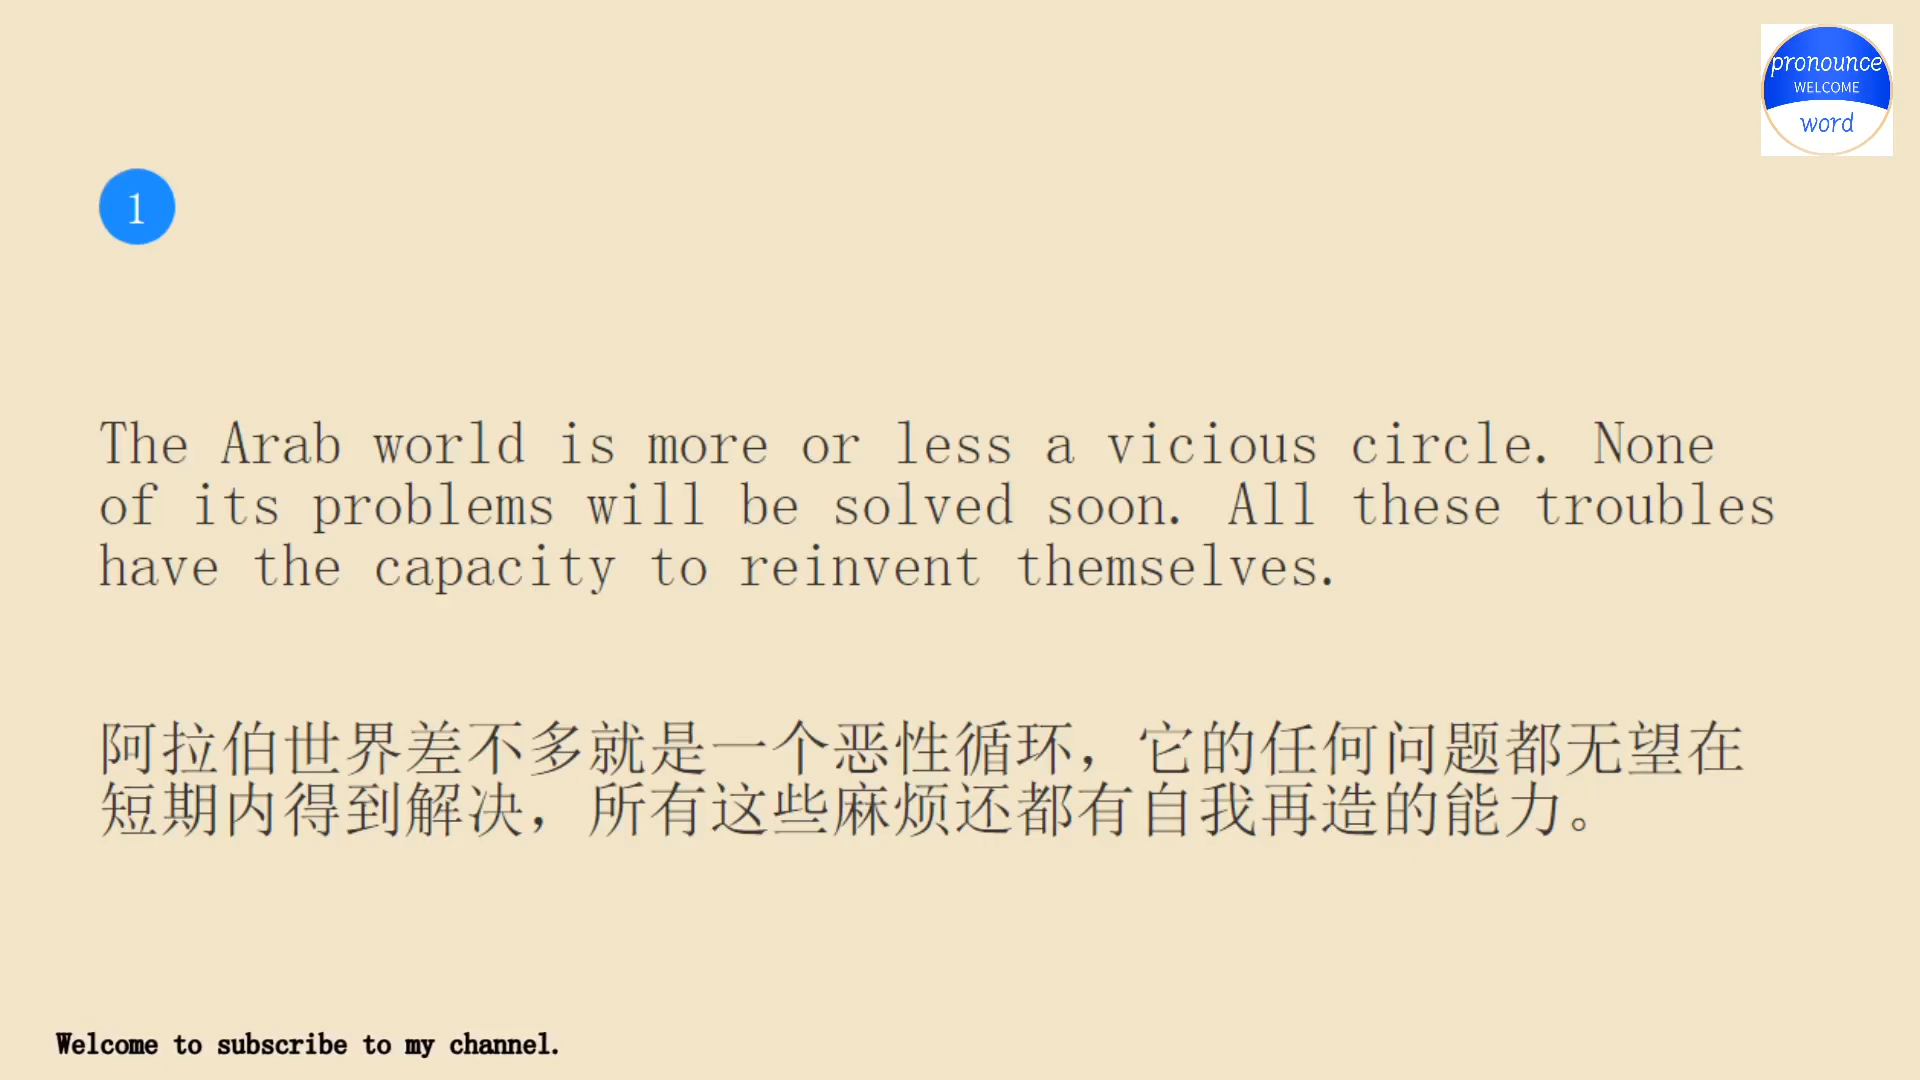 pronounce
WELCOME
word
1
The Arab world is more or less a vicious circle. None
of its problems will be solved soon. All these troubles
have the capacity to reinvent themselves.
阿拉伯世界差不多就是一个恶性循环，它的任何问题都无望在
短期内得到解决，所有这些麻烦还都有自我再造的能力。
Welcome to subscribe to my channel.